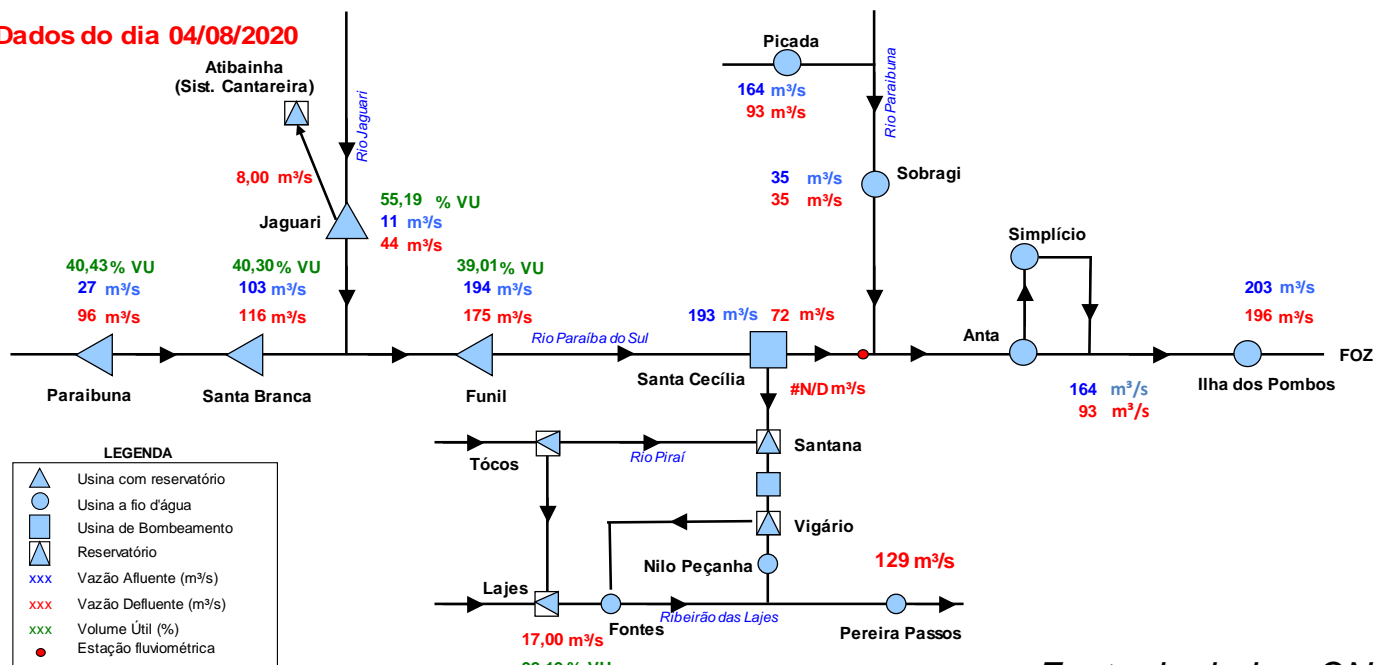 Dados do dia 04/08/2020
Atibainha
(Sist. Cantareira)
Rio Jaguari
8,00 m³/s
Jaguari
55,19 % VU
11 m³/s
44 m³/s
Picada
164 m³/s
93 m³/s
Rio Paraibuna
35 m³/s
35 m³/s
Sobragi
40,43 % VU
27 m³/s
96 m³/s
Paraibuna
40,30 % VU
103 m³/s
116 m³/s
Santa Branca
39,01 % VU
194 m³/s
175 m³/s
Funil
Rio Paraíba do Sul
193 m³/s 72 m³/s
Santa Cecília
#N/D m³/s
Simplício
Anta
164 m³/s
93 m³/s
203 m³/s
196 m³/s
Ilha dos Pombos
FOZ
Tócos
Rio Piraí
Santana
Vigário
Nilo Peçanha
129 m³/s
Lajes
17,00 m³/s
Fontes
Ribeirão das Lajes
Pereira Passos
LEGENDA
Usina com reservatório
Usina a fio d'água
Usina de Bombeamento
Reservatório
xxx Vazão Afluente (m³/s)
xxx Vazão Defluente (m³/s)
xxx Volume Útil (%)
Estação fluviométrica